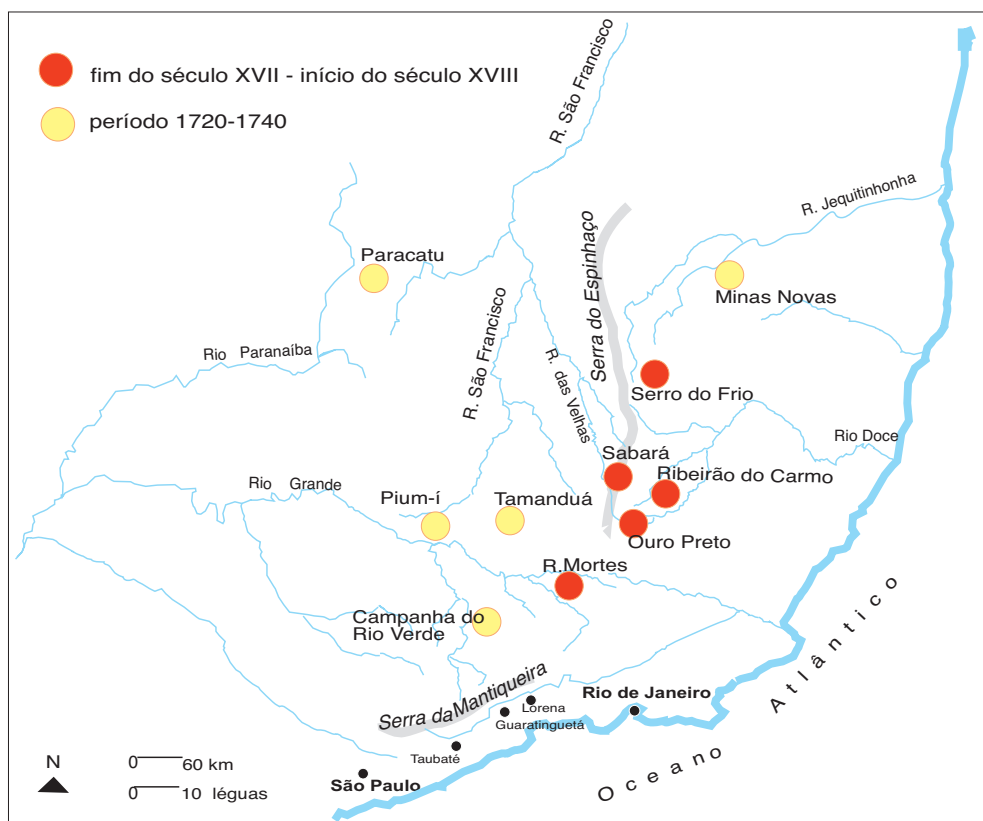 fim do século XVII - início do século XVIII
período 1720-1740
R. São Francisco
R. Jequitinhonha
Serra do Espinhaço
Paracatu
Minas Novas
R. São Francisco
R. das Velhas
Rio Paranaíba
Serro do Frio
Rio Doce
Sabará
Ribeirão do Carmo
Rio Grande
Pium-í
Tamanduá
Ouro Preto
R.Mortes
Campanha do
Rio Verde
Serra da Mantiqueira
Lorena
Guaratinguetá
Rio de Janeiro
Taubaté
São Paulo
Oceano Atlântico
N
0 60 km
0 10 léguas